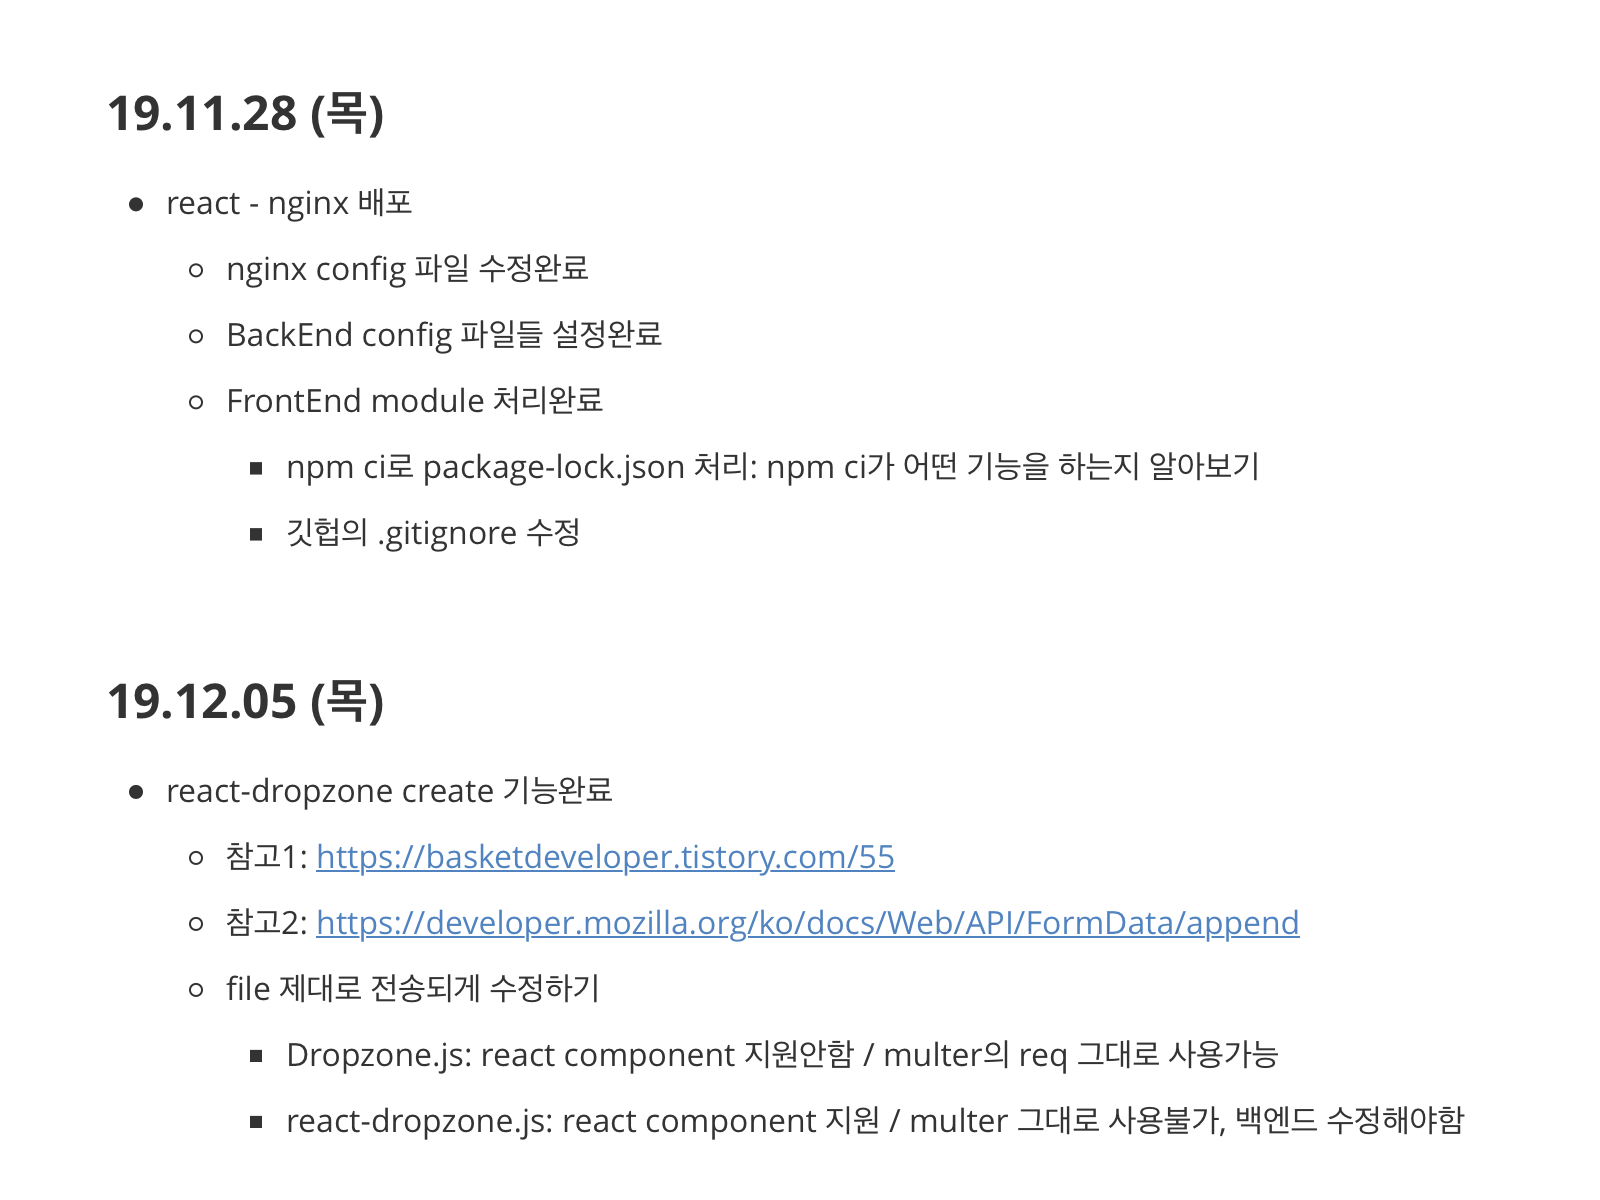 19.11.28 (목)
react - nginx 배포
nginx config 파일 수정완료
BackEnd config 파일들 설정완료
FrontEnd module 처리완료
npm ci로 package-lock.json 처리: npm ci가 어떤 기능을 하는지 알아보기
깃헙의 .gitignore 수정
19.12.05 (목)
react-dropzone create 기능완료
참고1: https://basketdeveloper.tistory.com/55
참고2: https://developer.mozilla.org/ko/docs/Web/API/FormData/append
file 제대로 전송되게 수정하기
Dropzone.js: react component 지원안함 / multer의 req 그대로 사용가능
react-dropzone.js: react component 지원 / multer 그대로 사용불가, 백엔드 수정해야함